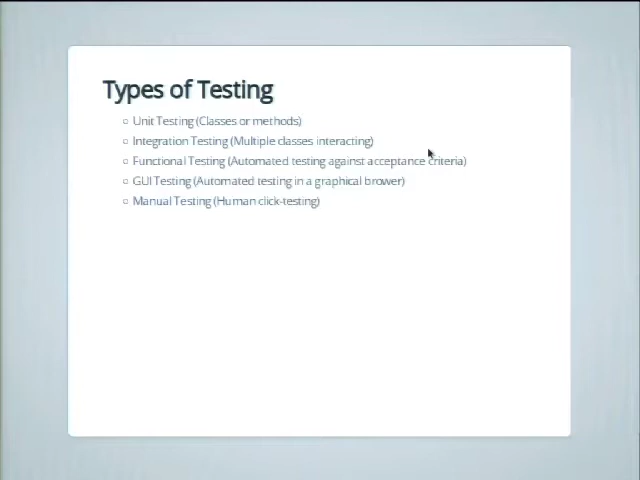 Types of Testing
Unit Testing (Classes or methods)
Integration Testing (Multiple classes interacting)
Functional Testing (Automated testing against acceptance criteria)
GUI Testing (Automated testing in a graphical brower)
Manual Testing (Human click-testing)